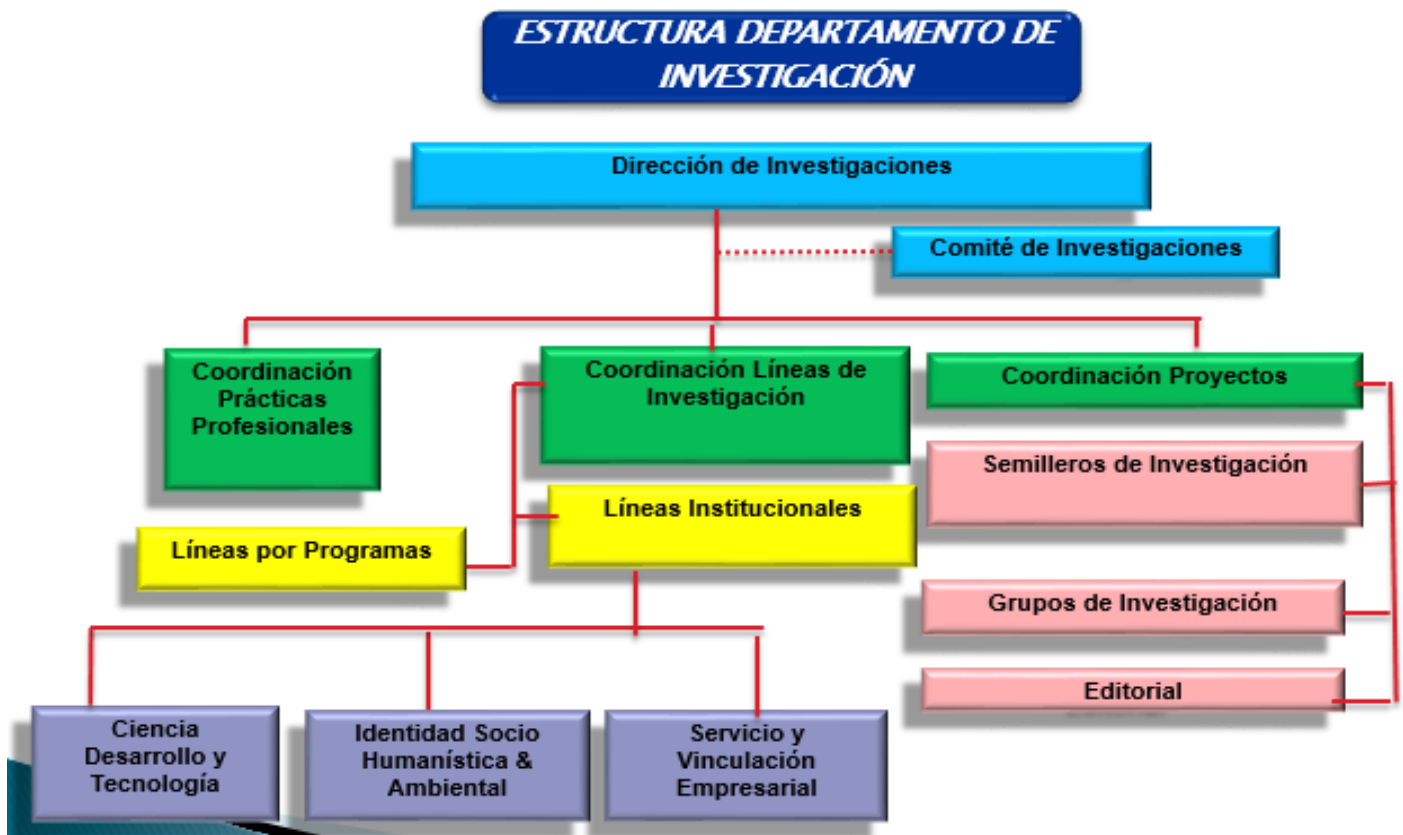 ESTRUCTURA DEPARTAMENTO DE
INVESTIGACIÓN
Dirección de Investigaciones
Comité de Investigaciones
Coordinación
Prácticas
Profesionales
Coordinación Líneas de
Investigación
Coordinación Proyectos
Semilleros de Investigación
Líneas Institucionales
Líneas por Programas
Grupos de Investigación
Editorial
Ciencia
Desarrollo y
Tecnología
Identidad Socio
Humanística &
Ambiental
Servicio y
Vinculación
Empresarial